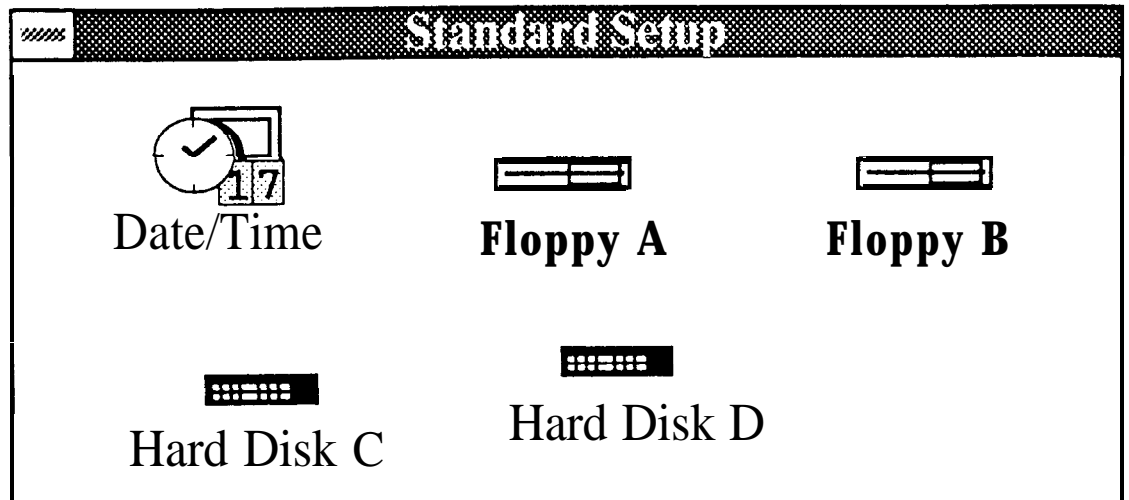 Standard Setup
17
Date/Time
Floppy A
Floppy B
Hard Disk C
Hard Disk D